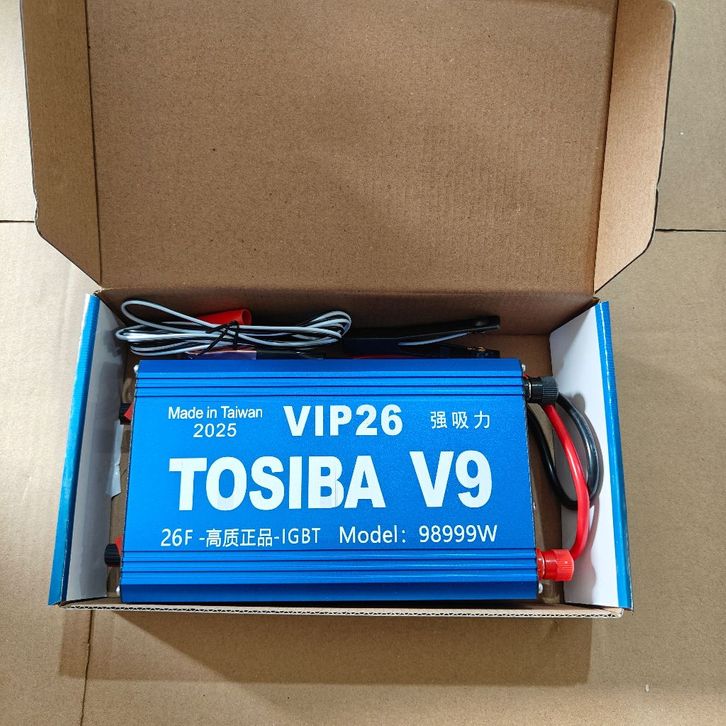 Made in Taiwan
2025
VIP26
强吸力
TOSIBA V9
26F -高质正品-IGBT Model: 98999W